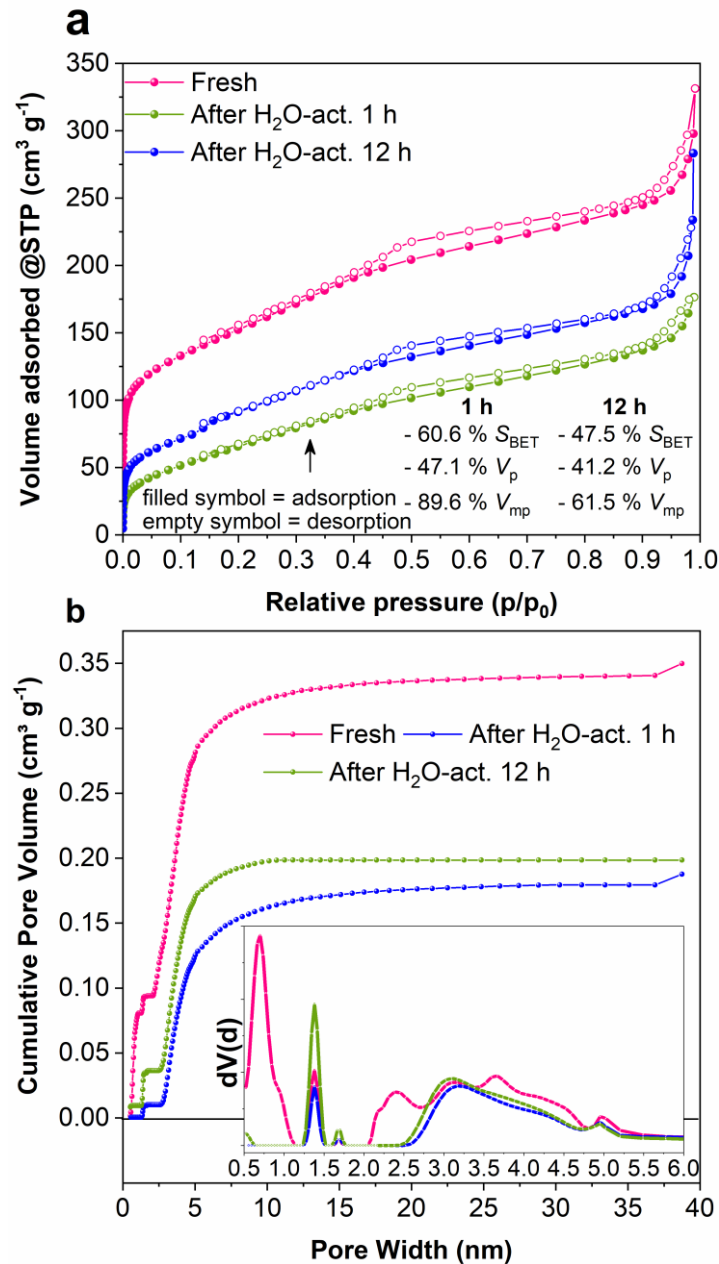 a
350
300
250
200
150
100
50
0
Volume adsorbed @STP (cm³ g⁻¹)
Fresh
After H₂O-act. 1 h
After H₂O-act. 12 h
1 h 12 h
- 60.6 % S_BET - 47.5 % S_BET
- 47.1 % V_p - 41.2 % V_p
- 89.6 % V_mp - 61.5 % V_mp
filled symbol = adsorption
empty symbol = desorption
0.0 0.1 0.2 0.3 0.4 0.5 0.6 0.7 0.8 0.9 1.0
Relative pressure (p/p₀)
b
0.35
0.30
0.25
0.20
0.15
0.10
0.05
0.00
Cumulative Pore Volume (cm³ g⁻¹)
Fresh After H₂O-act. 1 h
After H₂O-act. 12 h
dV(d)
0.5 1.0 1.5 2.0 2.5 3.0 3.5 4.0 4.5 5.0 5.5 6.0
0 5 10 15 20 25 30 35 40
Pore Width (nm)